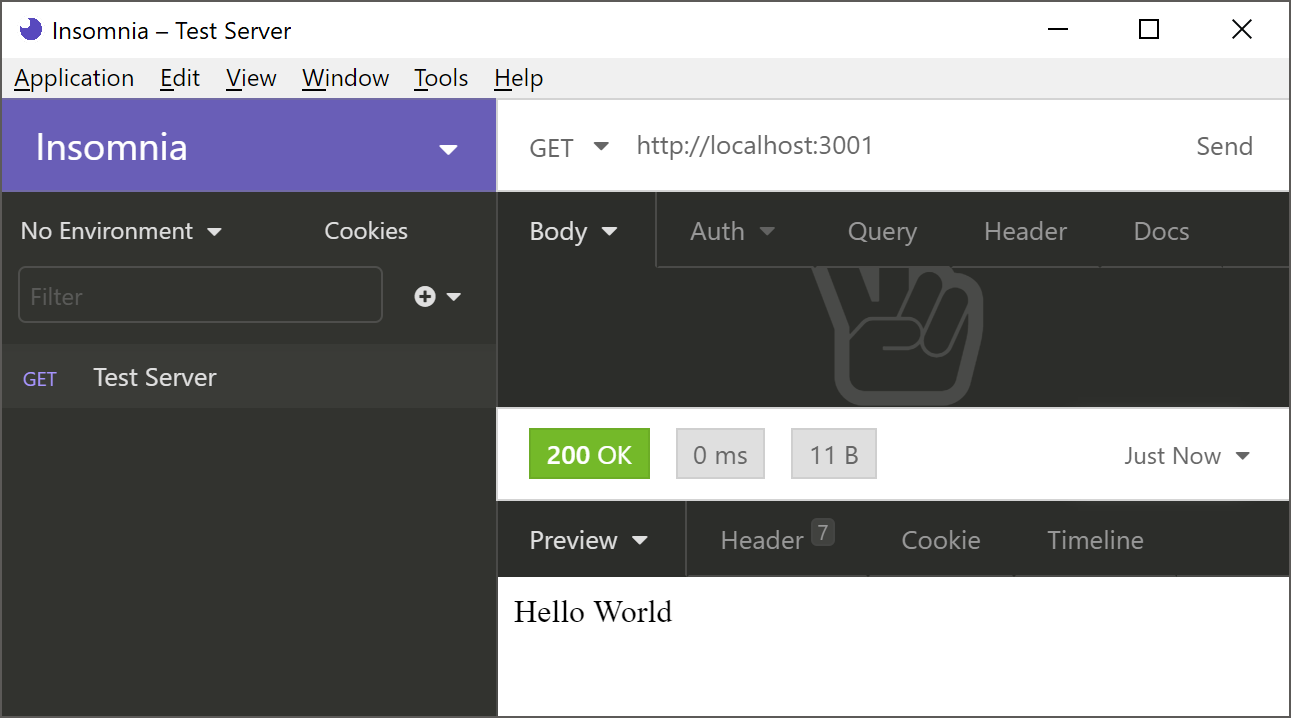 Insomnia – Test Server
Application Edit View Window Tools Help
Insomnia
GET http://localhost:3001 Send
No Environment Cookies
Body Auth Query Header Docs
Filter
GET Test Server
200 OK 0 ms 11 B Just Now
Preview Header 7 Cookie Timeline
Hello World